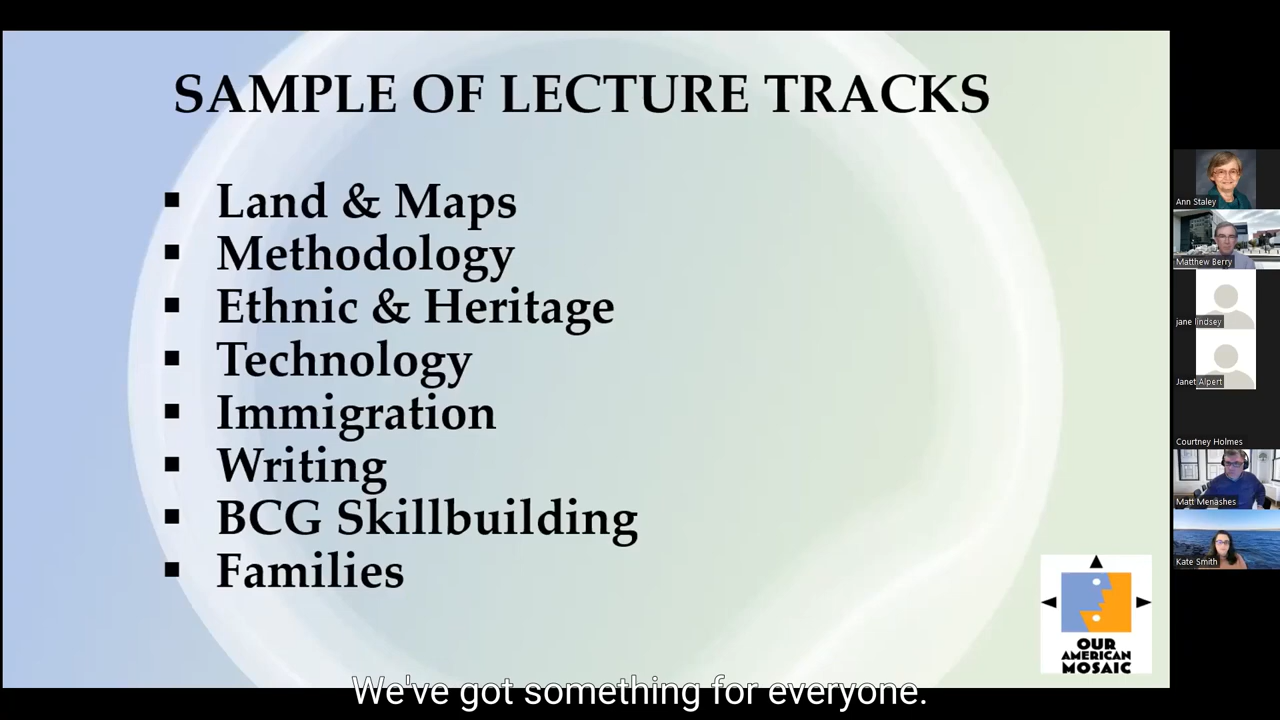 SAMPLE OF LECTURE TRACKS
▪ Land & Maps
▪ Methodology
▪ Ethnic & Heritage
▪ Technology
▪ Immigration
▪ Writing
▪ BCG Skillbuilding
▪ Families
OUR
AMERICAN
MOSAIC
We've got something for everyone.
Ann Staley
Matthew Berry
jane lindsey
Janet Alpert
Courtney Holmes
Matt Menashes
Kate Smith